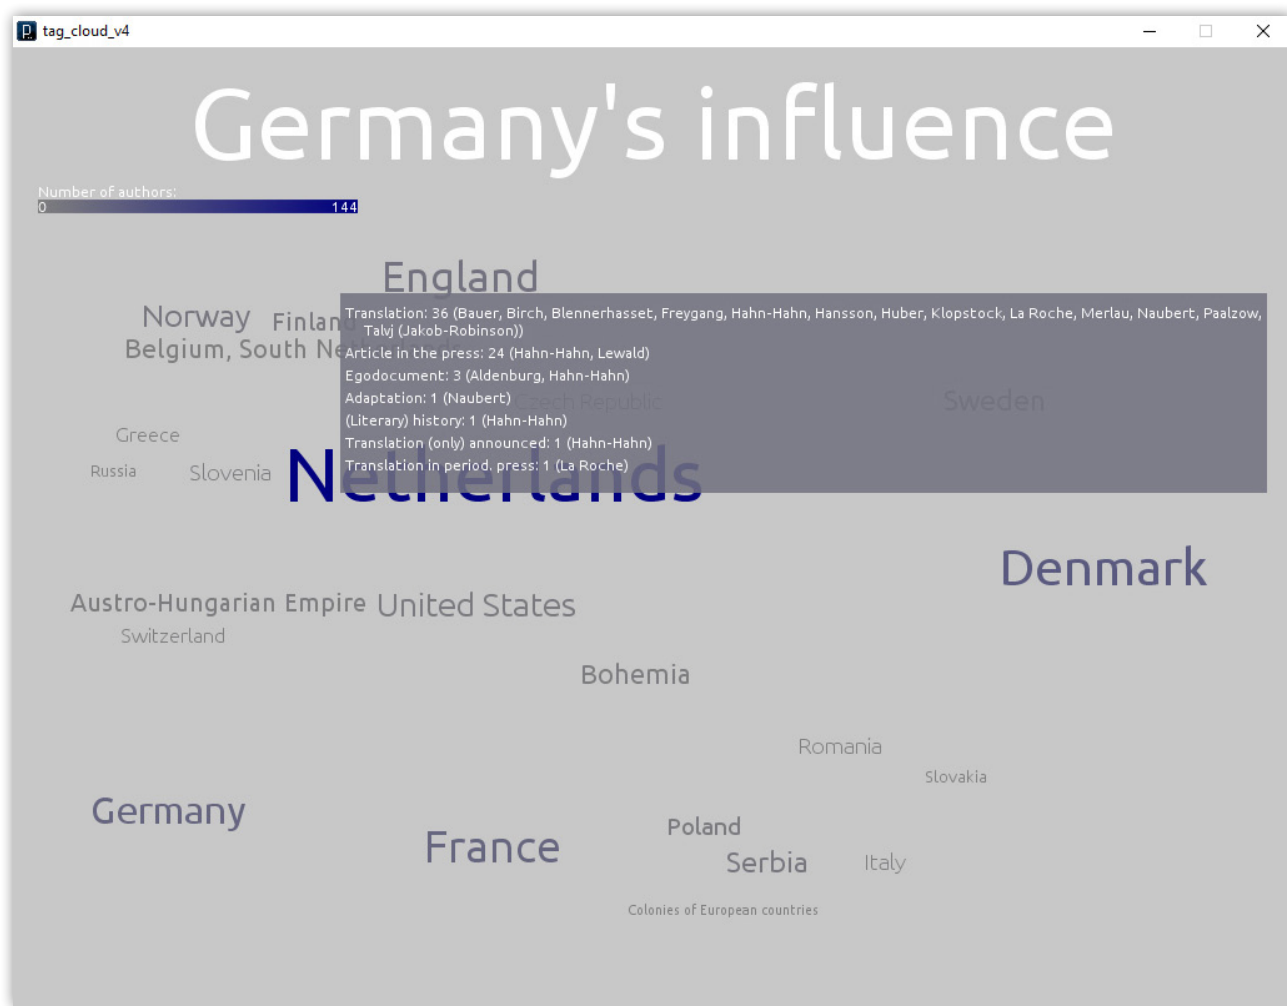 tag_cloud_v4
Germany's influence
Number of authors:
0 144
England
Norway
Finland
Belgium, South Netherlands
Translation: 36 (Bauer, Birch, Blennerhasset, Freygang, Hahn-Hahn, Hansson, Huber, Klopstock, La Roche, Merlau, Naubert, Paalzow,
Talvj (Jakob-Robinson))
Article in the press: 24 (Hahn-Hahn, Lewald)
Egodocument: 3 (Aldenburg, Hahn-Hahn)
Adaptation: 1 (Naubert)
(Literary) history: 1 (Hahn-Hahn)
Translation (only) announced: 1 (Hahn-Hahn)
Translation in period. press: 1 (La Roche)
Czech Republic
Sweden
Greece
Russia
Slovenia
Netherlands
Denmark
Austro-Hungarian Empire
United States
Switzerland
Bohemia
Romania
Slovakia
Germany
France
Poland
Serbia
Italy
Colonies of European countries